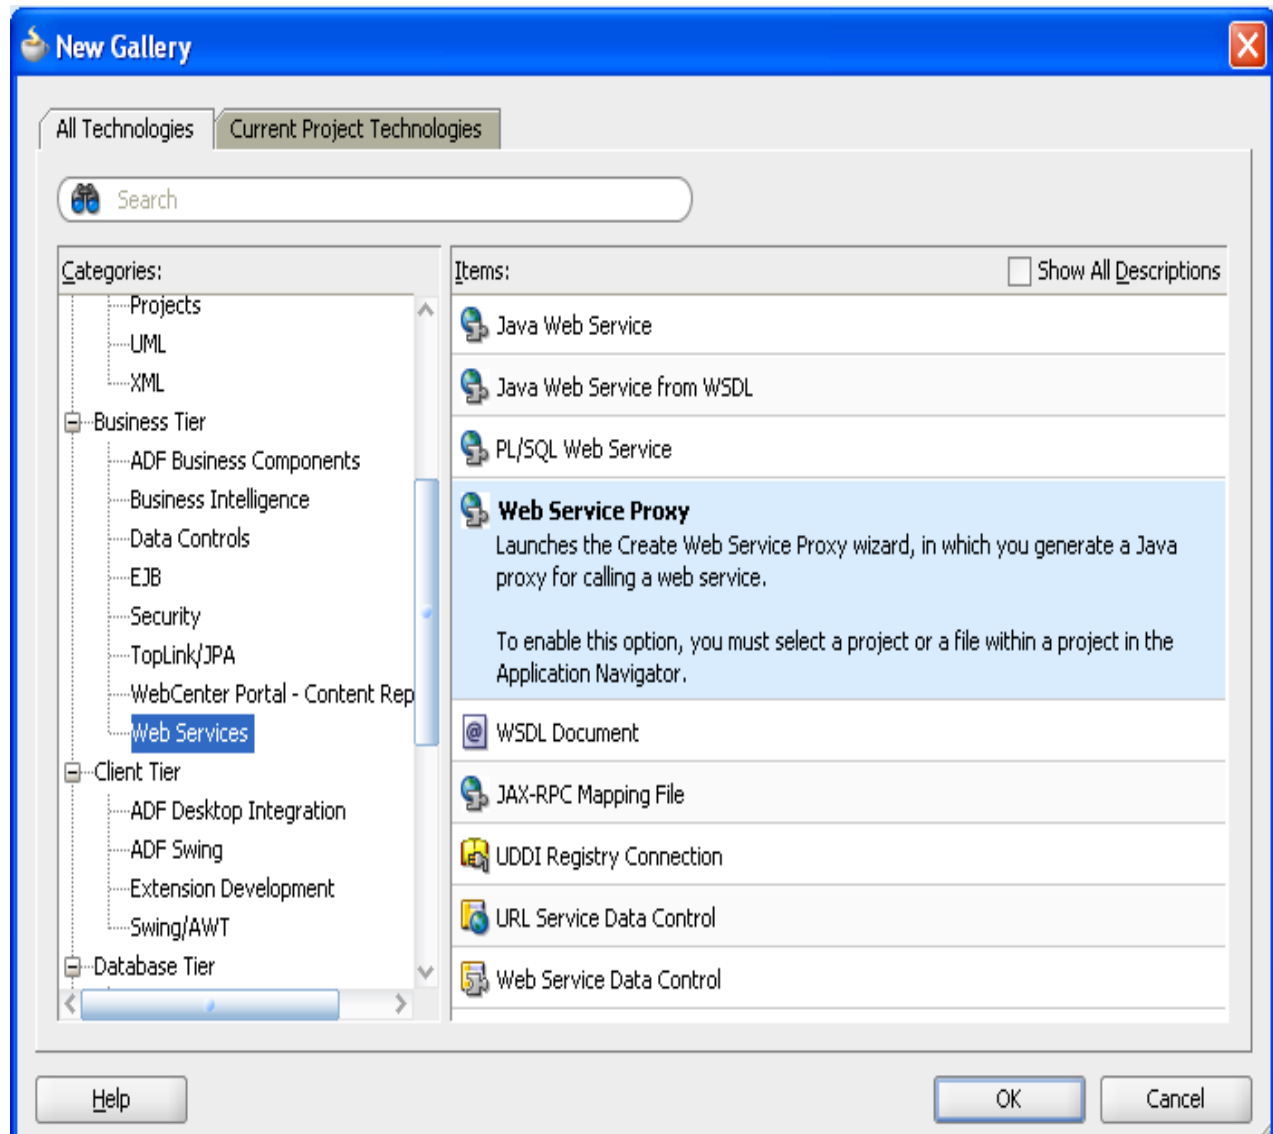 New Gallery
All Technologies
Current Project Technologies
Search
Categories:
Projects
UML
XML
Business Tier
ADF Business Components
Business Intelligence
Data Controls
EJB
Security
TopLink/JPA
WebCenter Portal - Content Rep
Web Services
Client Tier
ADF Desktop Integration
ADF Swing
Extension Development
Swing/AWT
Database Tier
Items:
Show All Descriptions
Java Web Service
Java Web Service from WSDL
PL/SQL Web Service
Web Service Proxy
Launches the Create Web Service Proxy wizard, in which you generate a Java
proxy for calling a web service.
To enable this option, you must select a project or a file within a project in the
Application Navigator.
WSDL Document
JAX-RPC Mapping File
UDDI Registry Connection
URL Service Data Control
Web Service Data Control
Help
OK
Cancel